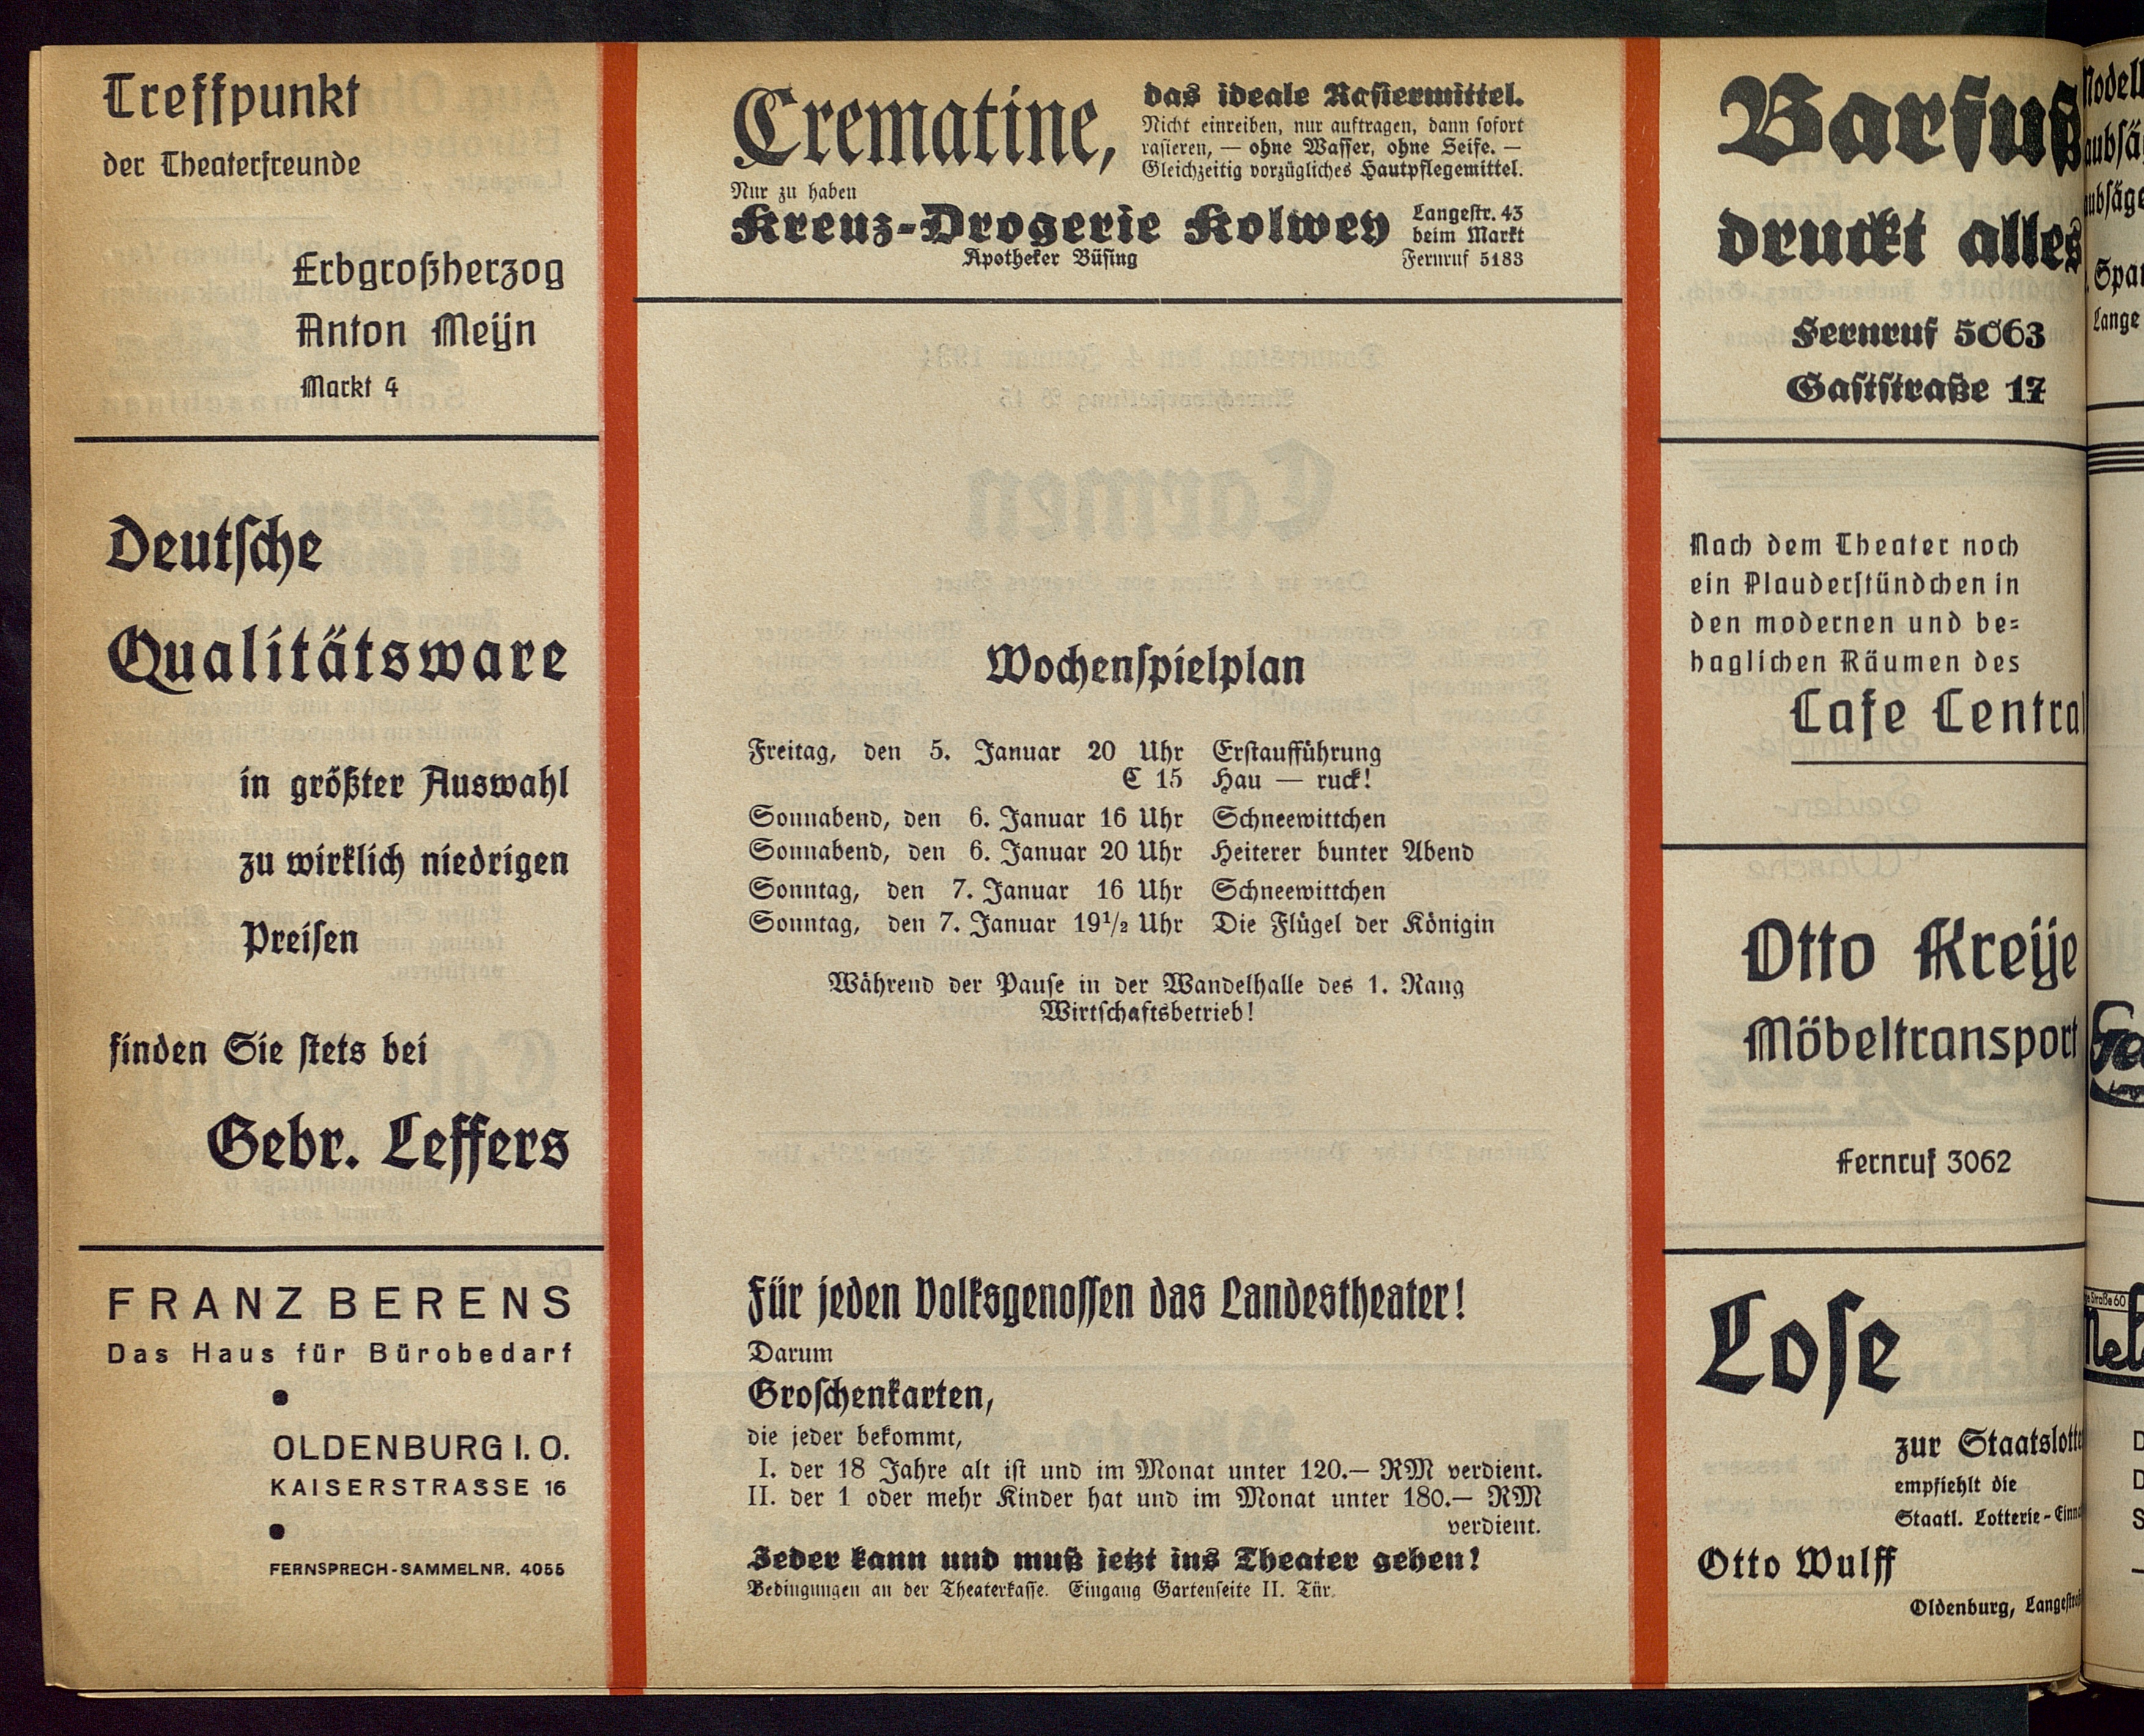 Treffpunkt
der Theaterfreunde
Erbgroßherzog
Anton Meijn
Markt 4
Deutsche
Qualitätsware
in größter Auswahl
zu wirklich niedrigen
Preisen
finden Sie stets bei
Gebr. Leffers
FRANZ BERENS
Das Haus für Bürobedarf
•
OLDENBURG I. O.
KAISERSTRASSE 16
•
FERNSPRECH-SAMMELNR. 4055
Crematine,
das ideale Rasiermittel.
Nicht einreiben, nur auftragen, dann sofort
rasieren, — ohne Wasser, ohne Seife. —
Gleichzeitig vorzügliches Hautpflegemittel.
Nur zu haben
Kreuz-Drogerie Kolwey
Langestr. 43
beim Markt
Apotheker Büsing
Fernruf 5183
Wochenspielplan
Freitag, den 5. Januar 20 Uhr Erstaufführung
C 15 Hau — ruck!
Sonnabend, den 6. Januar 16 Uhr Schneewittchen
Sonnabend, den 6. Januar 20 Uhr Heiterer bunter Abend
Sonntag, den 7. Januar 16 Uhr Schneewittchen
Sonntag, den 7. Januar 19½ Uhr Die Flügel der Königin
Während der Pause in der Wandelhalle des 1. Rang
Wirtschaftsbetrieb!
Für jeden Volksgenossen das Landestheater!
Darum
Groschenkarten,
die jeder bekommt,
I. der 18 Jahre alt ist und im Monat unter 120.— RM verdient.
II. der 1 oder mehr Kinder hat und im Monat unter 180.— RM
verdient.
Jeder kann und muß jetzt ins Theater gehen!
Bedingungen an der Theaterkasse. Eingang Gartenseite II. Tür.
Barfuß
druckt alles
Fernruf 5063
Gaststraße 17
Nach dem Theater noch
ein Plauderstündchen in
den modernen und be-
haglichen Räumen des
Cafe Central
Otto Kreije
Möbeltransport
Fernruf 3062
Lose
zur Staatslotte
empfiehlt die
Staatl. Lotterie-Einn
Otto Wulff
Oldenburg, Langestr